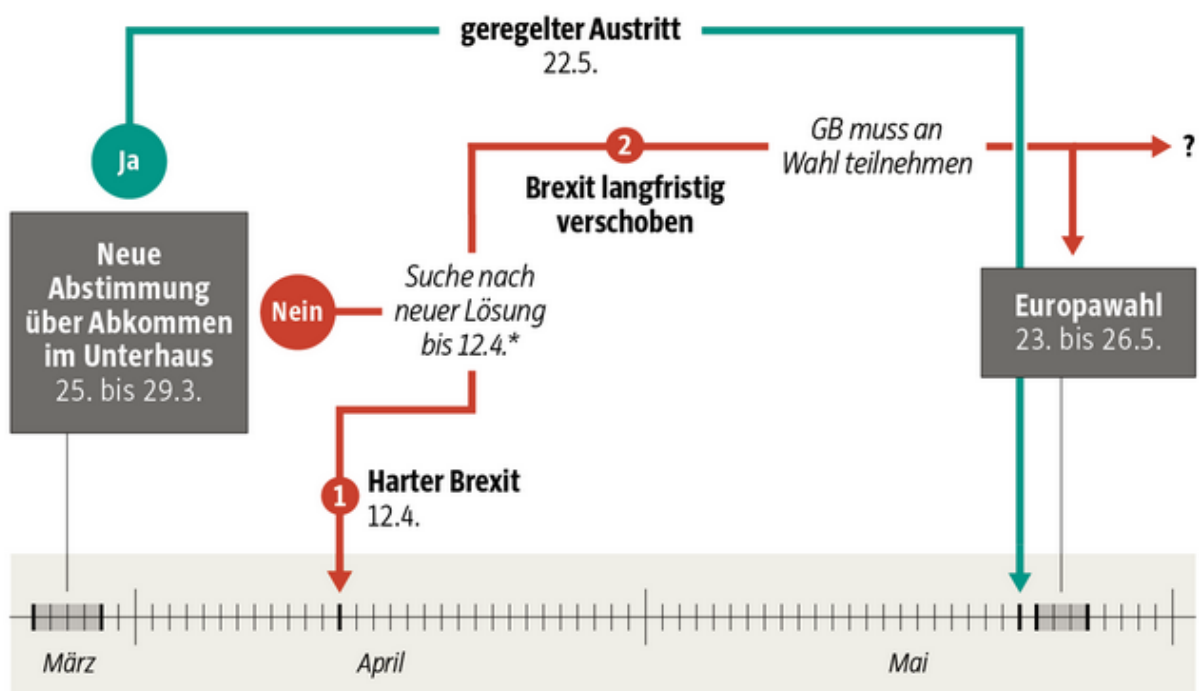 geregelter Austritt
22.5.
Ja
2
GB muss an
Wahl teilnehmen
?
Brexit langfristig
verschoben
Neue
Abstimmung
über Abkommen
im Unterhaus
25. bis 29.3.
Nein
Suche nach
neuer Lösung
bis 12.4.*
Europawahl
23. bis 26.5.
1
Harter Brexit
12.4.
März
April
Mai